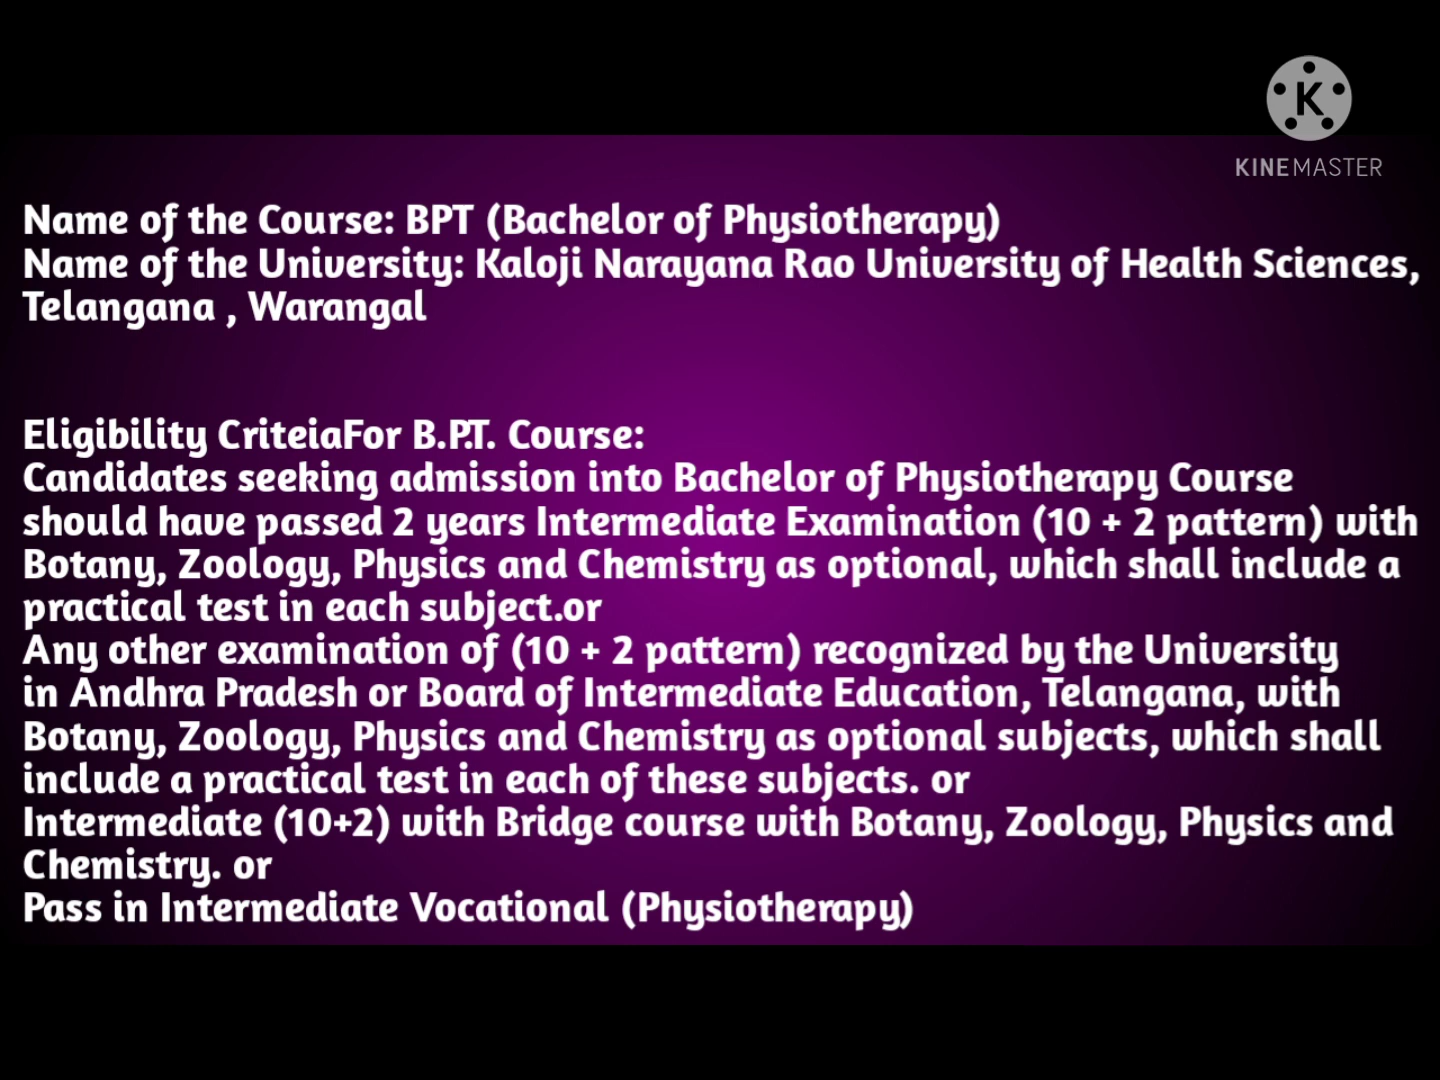 K
KINEMASTER
Name of the Course: BPT (Bachelor of Physiotherapy)
Name of the University: Kaloji Narayana Rao University of Health Sciences,
Telangana , Warangal
Eligibility CriteiaFor B.P.T. Course:
Candidates seeking admission into Bachelor of Physiotherapy Course
should have passed 2 years Intermediate Examination (10 + 2 pattern) with
Botany, Zoology, Physics and Chemistry as optional, which shall include a
practical test in each subject.or
Any other examination of (10 + 2 pattern) recognized by the University
in Andhra Pradesh or Board of Intermediate Education, Telangana, with
Botany, Zoology, Physics and Chemistry as optional subjects, which shall
include a practical test in each of these subjects. or
Intermediate (10+2) with Bridge course with Botany, Zoology, Physics and
Chemistry. or
Pass in Intermediate Vocational (Physiotherapy)